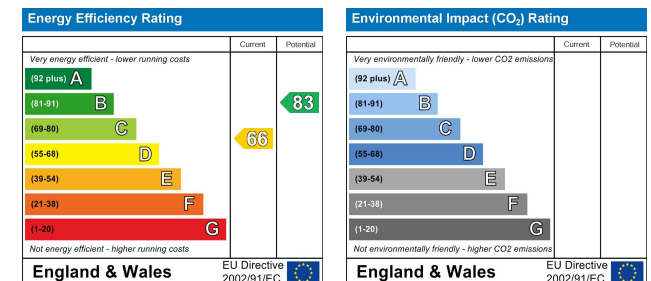 Energy Efficiency Rating
Current Potential
Very energy efficient - lower running costs
(92 plus) A
(81-91) B
83
(69-80) C
66
(55-68) D
(39-54) E
(21-38) F
(1-20) G
Not energy efficient - higher running costs
England & Wales
EU Directive
2002/91/EC
Environmental Impact (CO₂) Rating
Current Potential
Very environmentally friendly - lower CO2 emissions
(92 plus) A
(81-91) B
(69-80) C
(55-68) D
(39-54) E
(21-38) F
(1-20) G
Not environmentally friendly - higher CO2 emissions
England & Wales
EU Directive
2002/91/EC